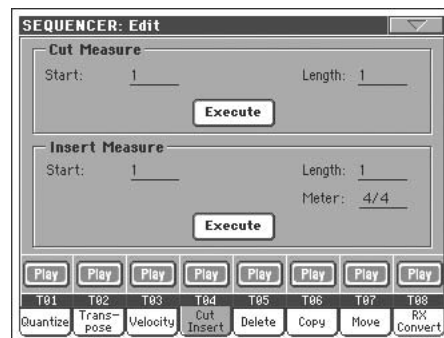 SEQUENCER: Edit
Cut Measure
Start: 1 Length: 1
Execute
Insert Measure
Start: 1 Length: 1
Meter: 4/4
Execute
Play Play Play Play Play Play Play Play
T01 T02 T03 T04 T05 T06 T07 T08
Quantize Trans-pose Velocity Cut Insert Delete Copy Move RX Convert